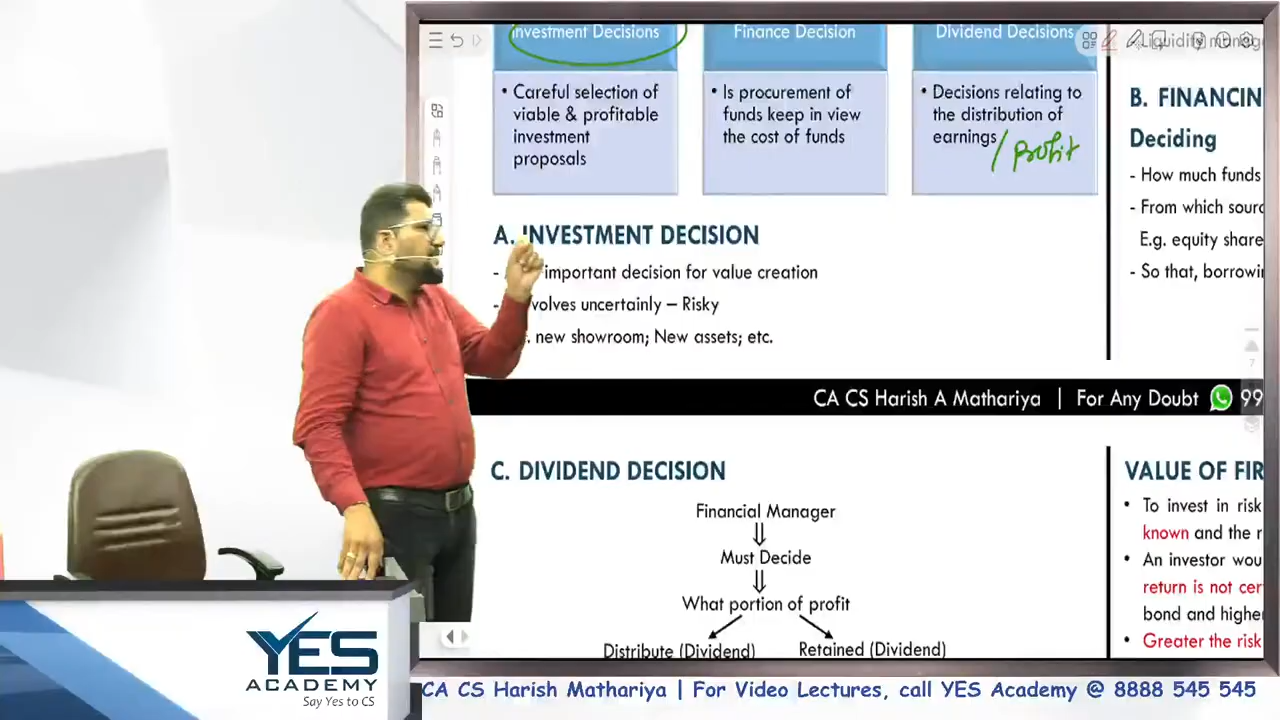 Investment Decisions
Finance Decision
Dividend Decisions
Liquidity manage
• Careful selection of
viable & profitable
investment
proposals
• Is procurement of
funds keep in view
the cost of funds
• Decisions relating to
the distribution of
earnings / profit
B. FINANCIN
Deciding
- How much funds
- From which sourc
E.g. equity share
- So that, borrowin
A. INVESTMENT DECISION
- important decision for value creation
volves uncertainly – Risky
new showroom; New assets; etc.
7
CA CS Harish A Mathariya | For Any Doubt 99
C. DIVIDEND DECISION
Financial Manager
Must Decide
What portion of profit
Distribute (Dividend)
Retained (Dividend)
VALUE OF FIR
• To invest in risk
known and the r
• An investor wou
return is not cer
bond and higher
• Greater the risk
YES
ACADEMY
Say Yes to CS
CA CS Harish Mathariya | For Video Lectures, call YES Academy @ 8888 545 545